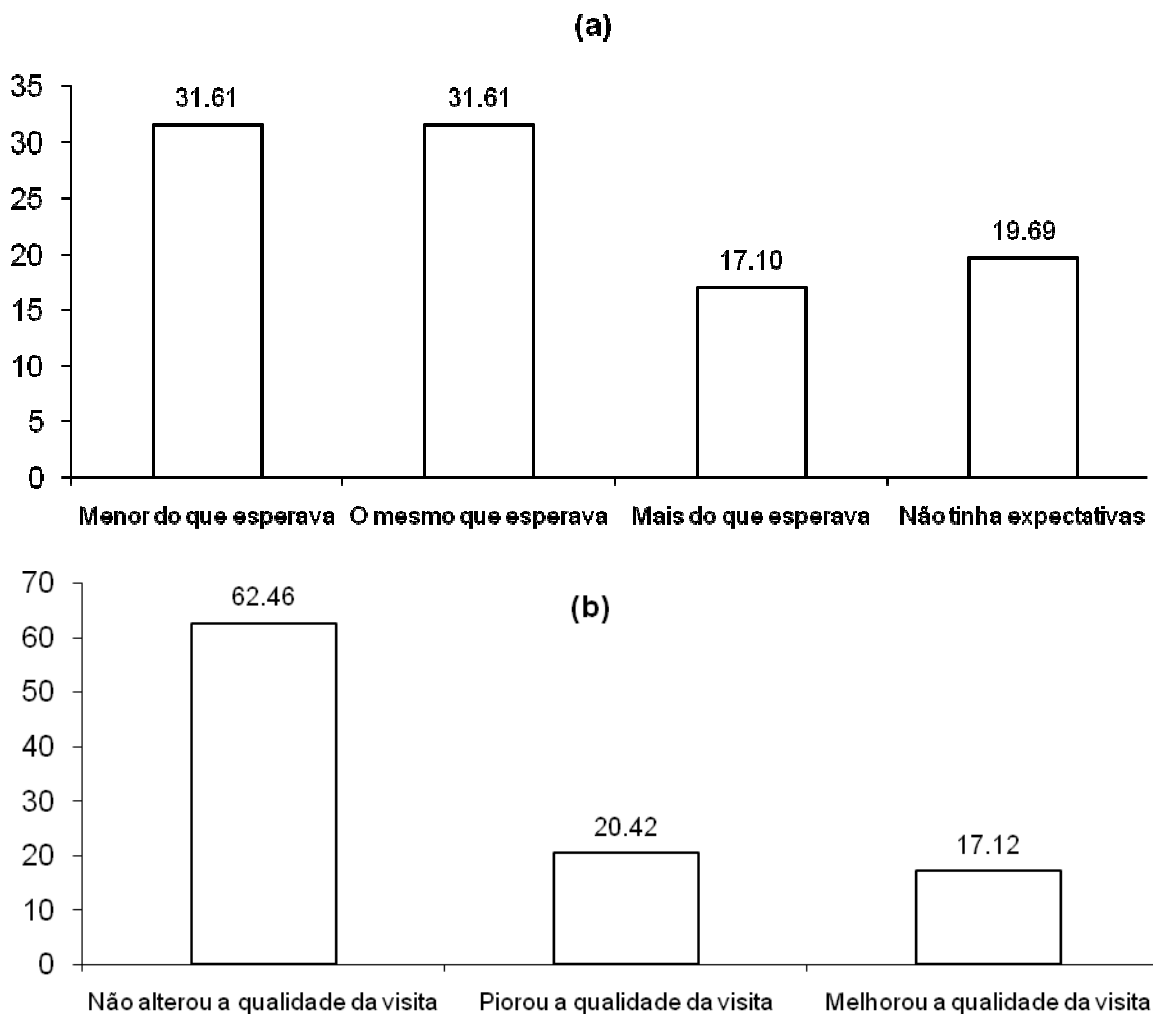 (a)
35
30
25
20
15
10
5
0
31.61
31.61
17.10
19.69
Menor do que esperava
O mesmo que esperava
Mais do que esperava
Não tinha expectativas
(b)
70
60
50
40
30
20
10
0
62.46
20.42
17.12
Não alterou a qualidade da visita
Piorou a qualidade da visita
Melhorou a qualidade da visita